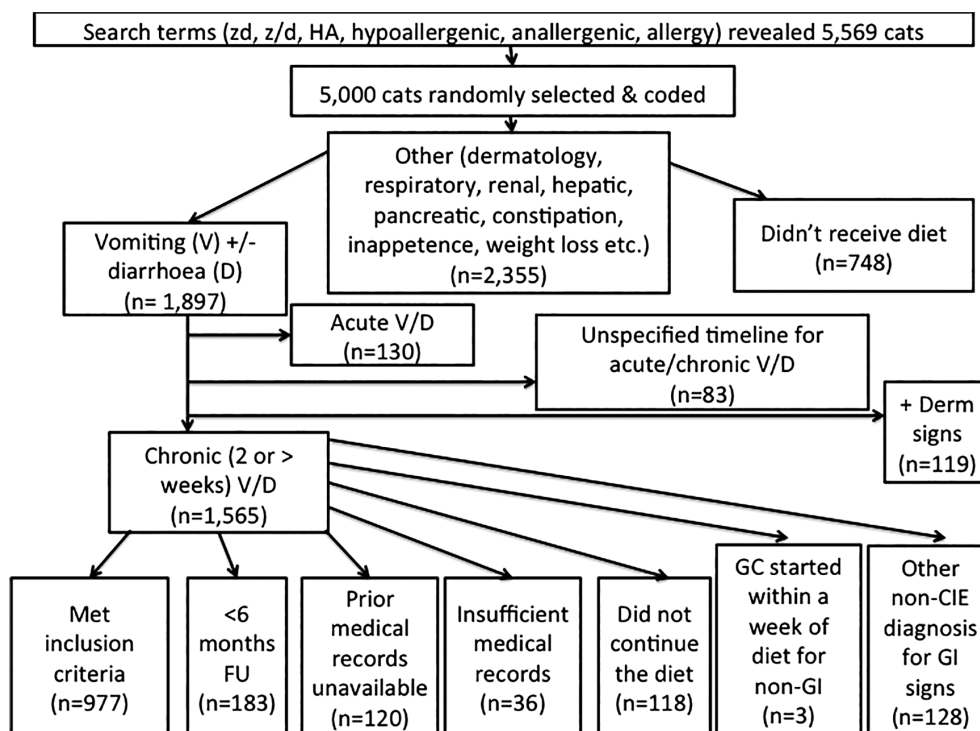 Search terms (zd, z/d, HA, hypoallergenic, anallergenic, allergy) revealed 5,569 cats
5,000 cats randomly selected & coded
Other (dermatology,
respiratory, renal, hepatic,
pancreatic, constipation,
inappetence, weight loss etc.)
(n=2,355)
Vomiting (V) +/-
diarrhoea (D)
(n= 1,897)
Didn't receive diet
(n=748)
Acute V/D
(n=130)
Unspecified timeline for
acute/chronic V/D
(n=83)
+ Derm
signs
(n=119)
Chronic (2 or >
weeks) V/D
(n=1,565)
Met
inclusion
criteria
(n=977)
<6
months
FU
(n=183)
Prior
medical
records
unavailable
(n=120)
Insufficient
medical
records
(n=36)
Did not
continue
the diet
(n=118)
GC started
within a
week of
diet for
non-GI
(n=3)
Other
non-CIE
diagnosis
for GI
signs
(n=128)